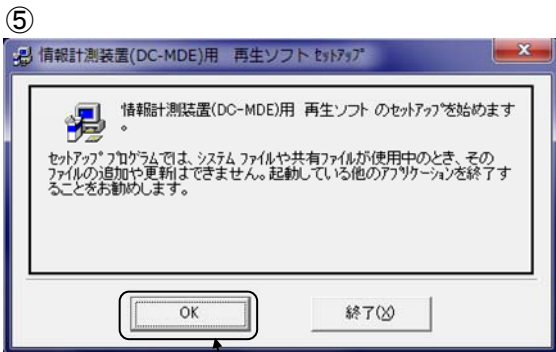 ⑤
情報計測装置(DC-MDE)用　再生ソフト ｾｯﾄｱｯﾌﾟ
情報計測装置(DC-MDE)用 再生ソフト のｾｯﾄｱｯﾌﾟを始めます
。
ｾｯﾄｱｯﾌﾟ ﾌﾟﾛｸﾞﾗﾑでは、ｼｽﾃﾑ ﾌｧｲﾙや共有ﾌｧｲﾙが使用中のとき、その
ﾌｧｲﾙの追加や更新はできません。起動している他のｱﾌﾟﾘｹｰｼｮﾝを終了す
ることをお勧めします。
OK
終了(X)